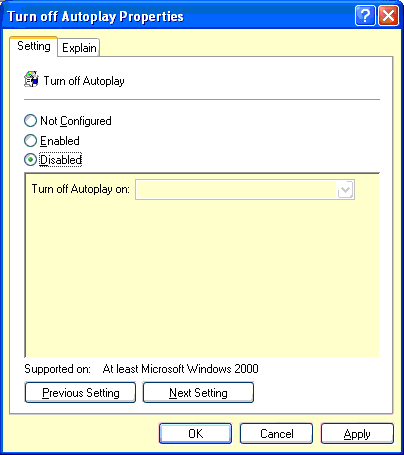 Turn off Autoplay Properties
Setting Explain
Turn off Autoplay
Not Configured
Enabled
Disabled
Turn off Autoplay on:
Supported on: At least Microsoft Windows 2000
Previous Setting Next Setting
OK Cancel Apply